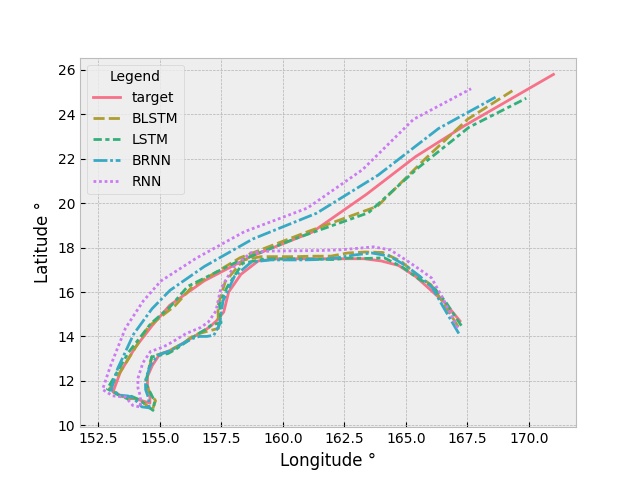 Legend
target
BLSTM
LSTM
BRNN
RNN
26
24
22
20
18
16
14
12
10
Latitude °
152.5 155.0 157.5 160.0 162.5 165.0 167.5 170.0
Longitude °